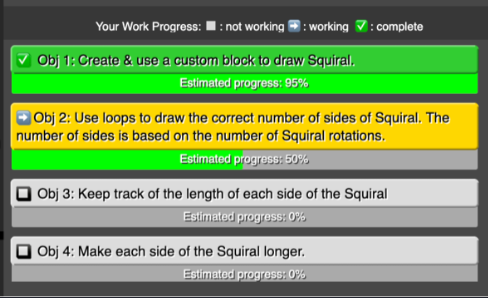 Your Work Progress: : not working ➡ : working ✅ : complete
Obj 1: Create & use a custom block to draw Squiral.
Estimated progress: 95%
Obj 2: Use loops to draw the correct number of sides of Squiral. The
number of sides is based on the number of Squiral rotations.
Estimated progress: 50%
Obj 3: Keep track of the length of each side of the Squiral
Estimated progress: 0%
Obj 4: Make each side of the Squiral longer.
Estimated progress: 0%